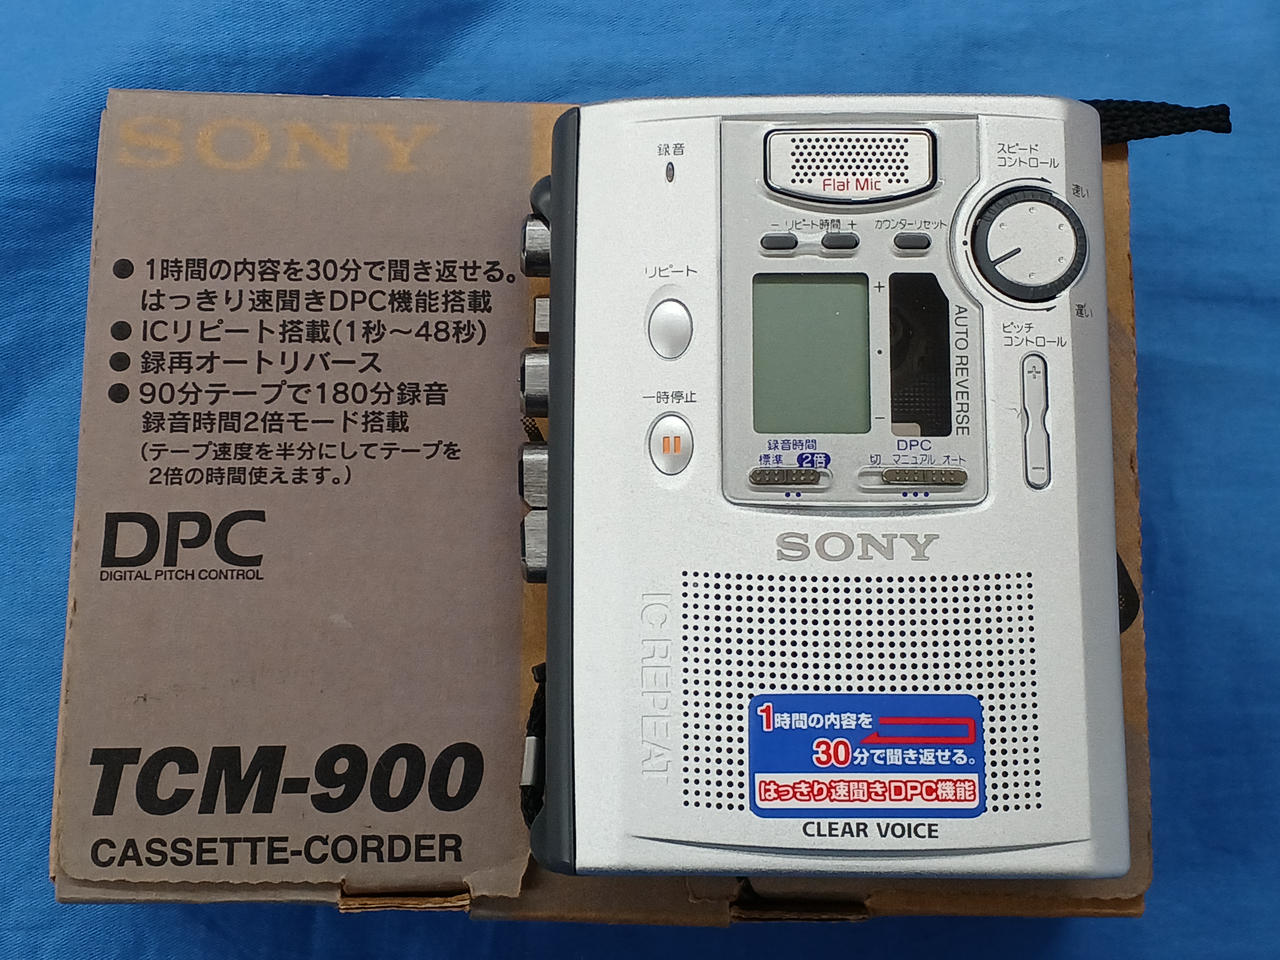 SONY
● 1時間の内容を30分で聞き返せる。
はっきり速聞きDPC機能搭載
● ICリピート搭載(1秒～48秒)
● 録再オートリバース
● 90分テープで180分録音
録音時間2倍モード搭載
(テープ速度を半分にしてテープを
2倍の時間使えます。)
DPC
DIGITAL PITCH CONTROL
TCM-900
CASSETTE-CORDER
録音
Flat Mic
スピード
コントロール
速い
遅い
− リピート時間 +
カウンターリセット
リピート
+
−
AUTO REVERSE
ピッチ
コントロール
+
−
一時停止
録音時間
標準 2倍
DPC
切 マニュアル オート
SONY
IC REPEAT
1時間の内容を
30分で聞き返せる。
はっきり速聞きDPC機能
CLEAR VOICE